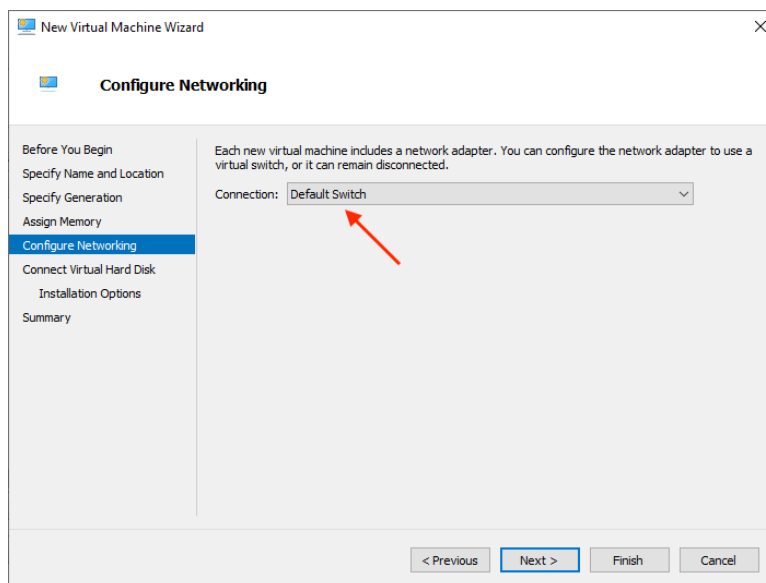 New Virtual Machine Wizard
Configure Networking
Before You Begin
Specify Name and Location
Specify Generation
Assign Memory
Configure Networking
Connect Virtual Hard Disk
Installation Options
Summary
Each new virtual machine includes a network adapter. You can configure the network adapter to use a
virtual switch, or it can remain disconnected.
Connection: Default Switch
< Previous Next > Finish Cancel